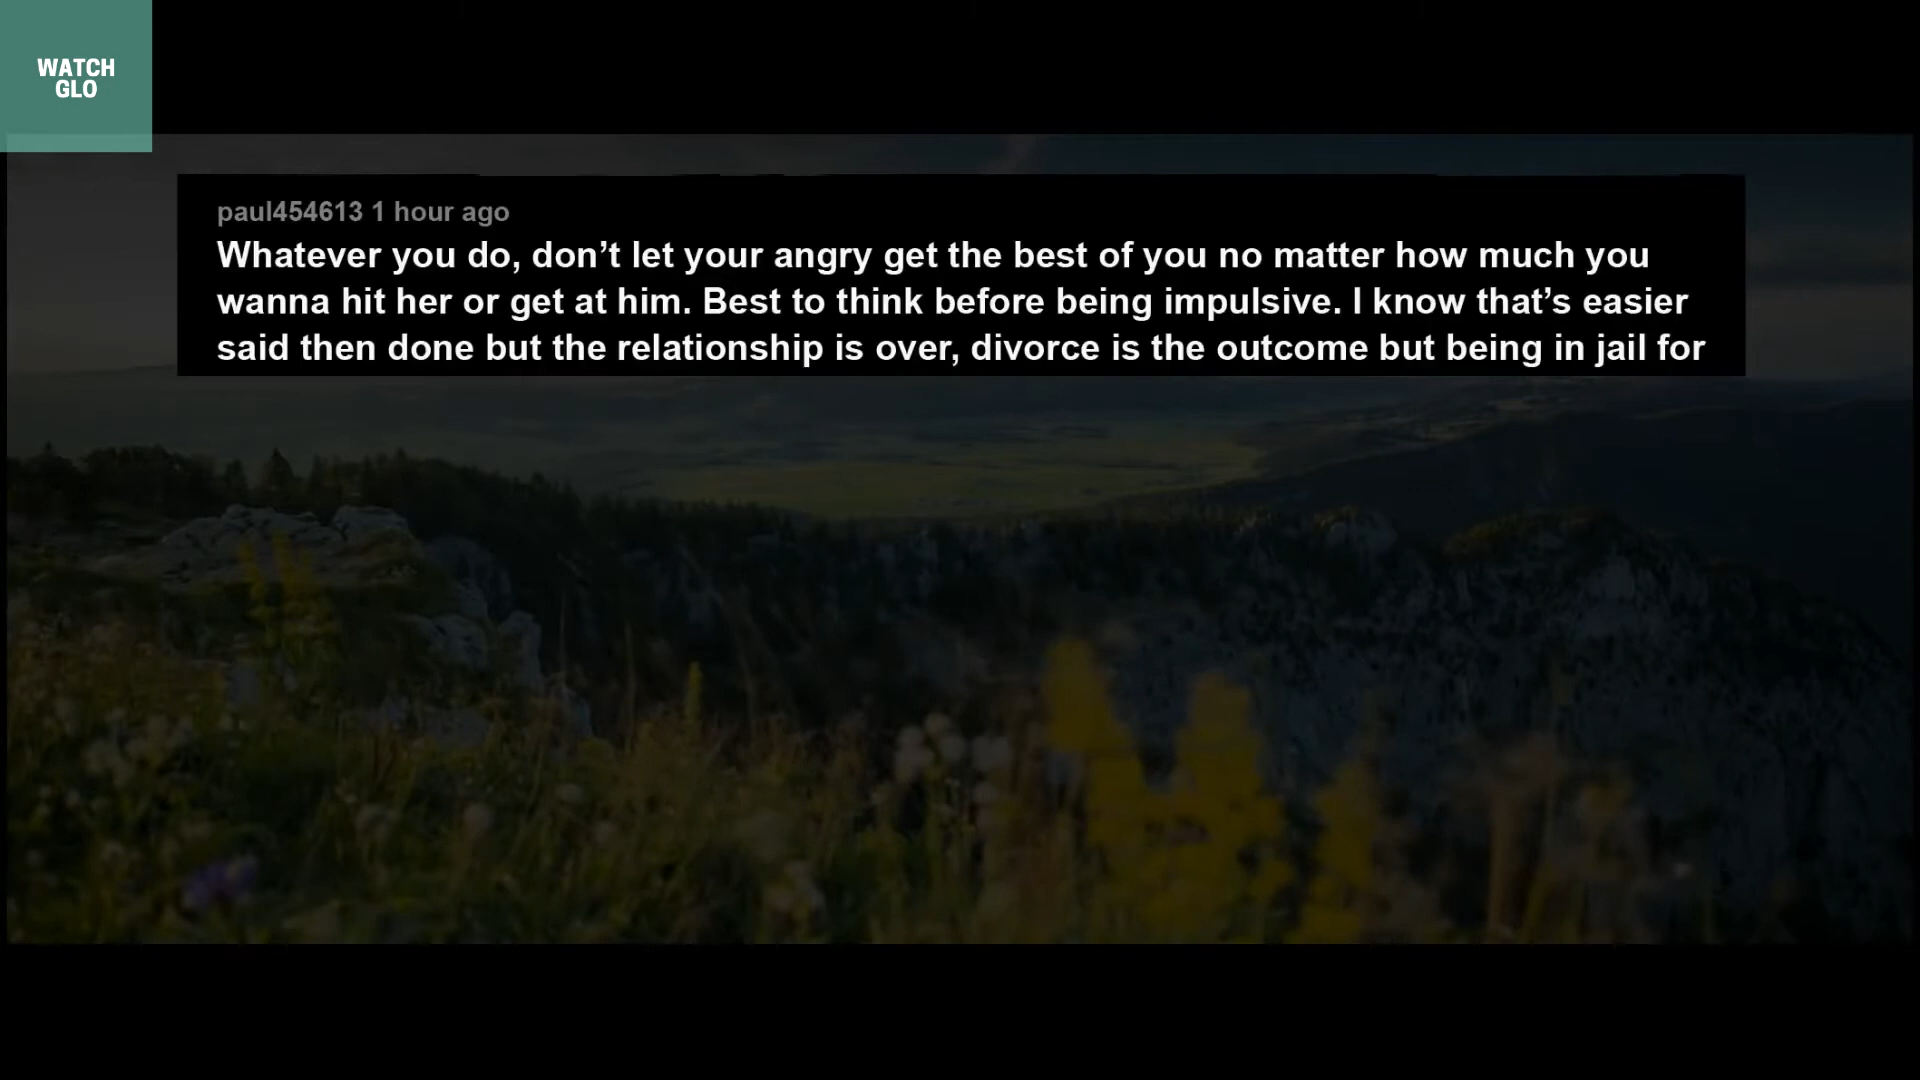 WATCH
GLO
paul454613 1 hour ago
Whatever you do, don’t let your angry get the best of you no matter how much you
wanna hit her or get at him. Best to think before being impulsive. I know that’s easier
said then done but the relationship is over, divorce is the outcome but being in jail for